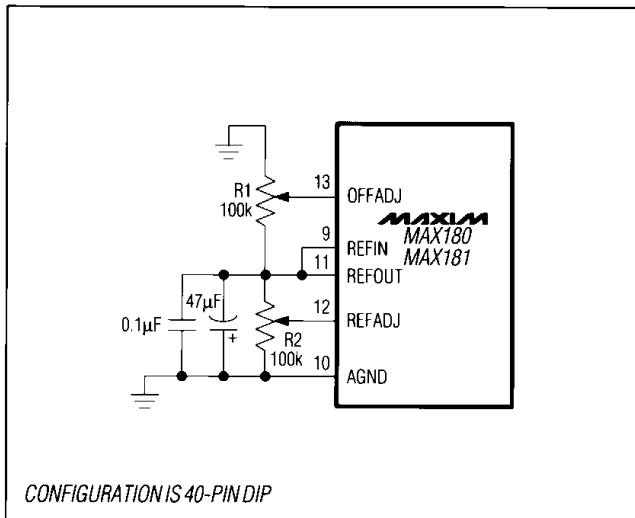 R1
100k
13
OFFADJ
MAXIM
MAX180
MAX181
9
REFIN
11
REFOUT
0.1µF
47µF
+
12
REFADJ
R2
100k
10
AGND
CONFIGURATION IS 40-PIN DIP